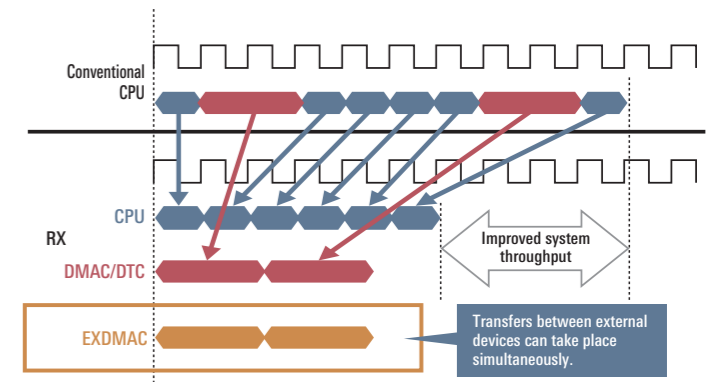 Conventional
CPU
CPU
RX
DMAC/DTC
Improved system
throughput
EXDMAC
Transfers between external
devices can take place
simultaneously.